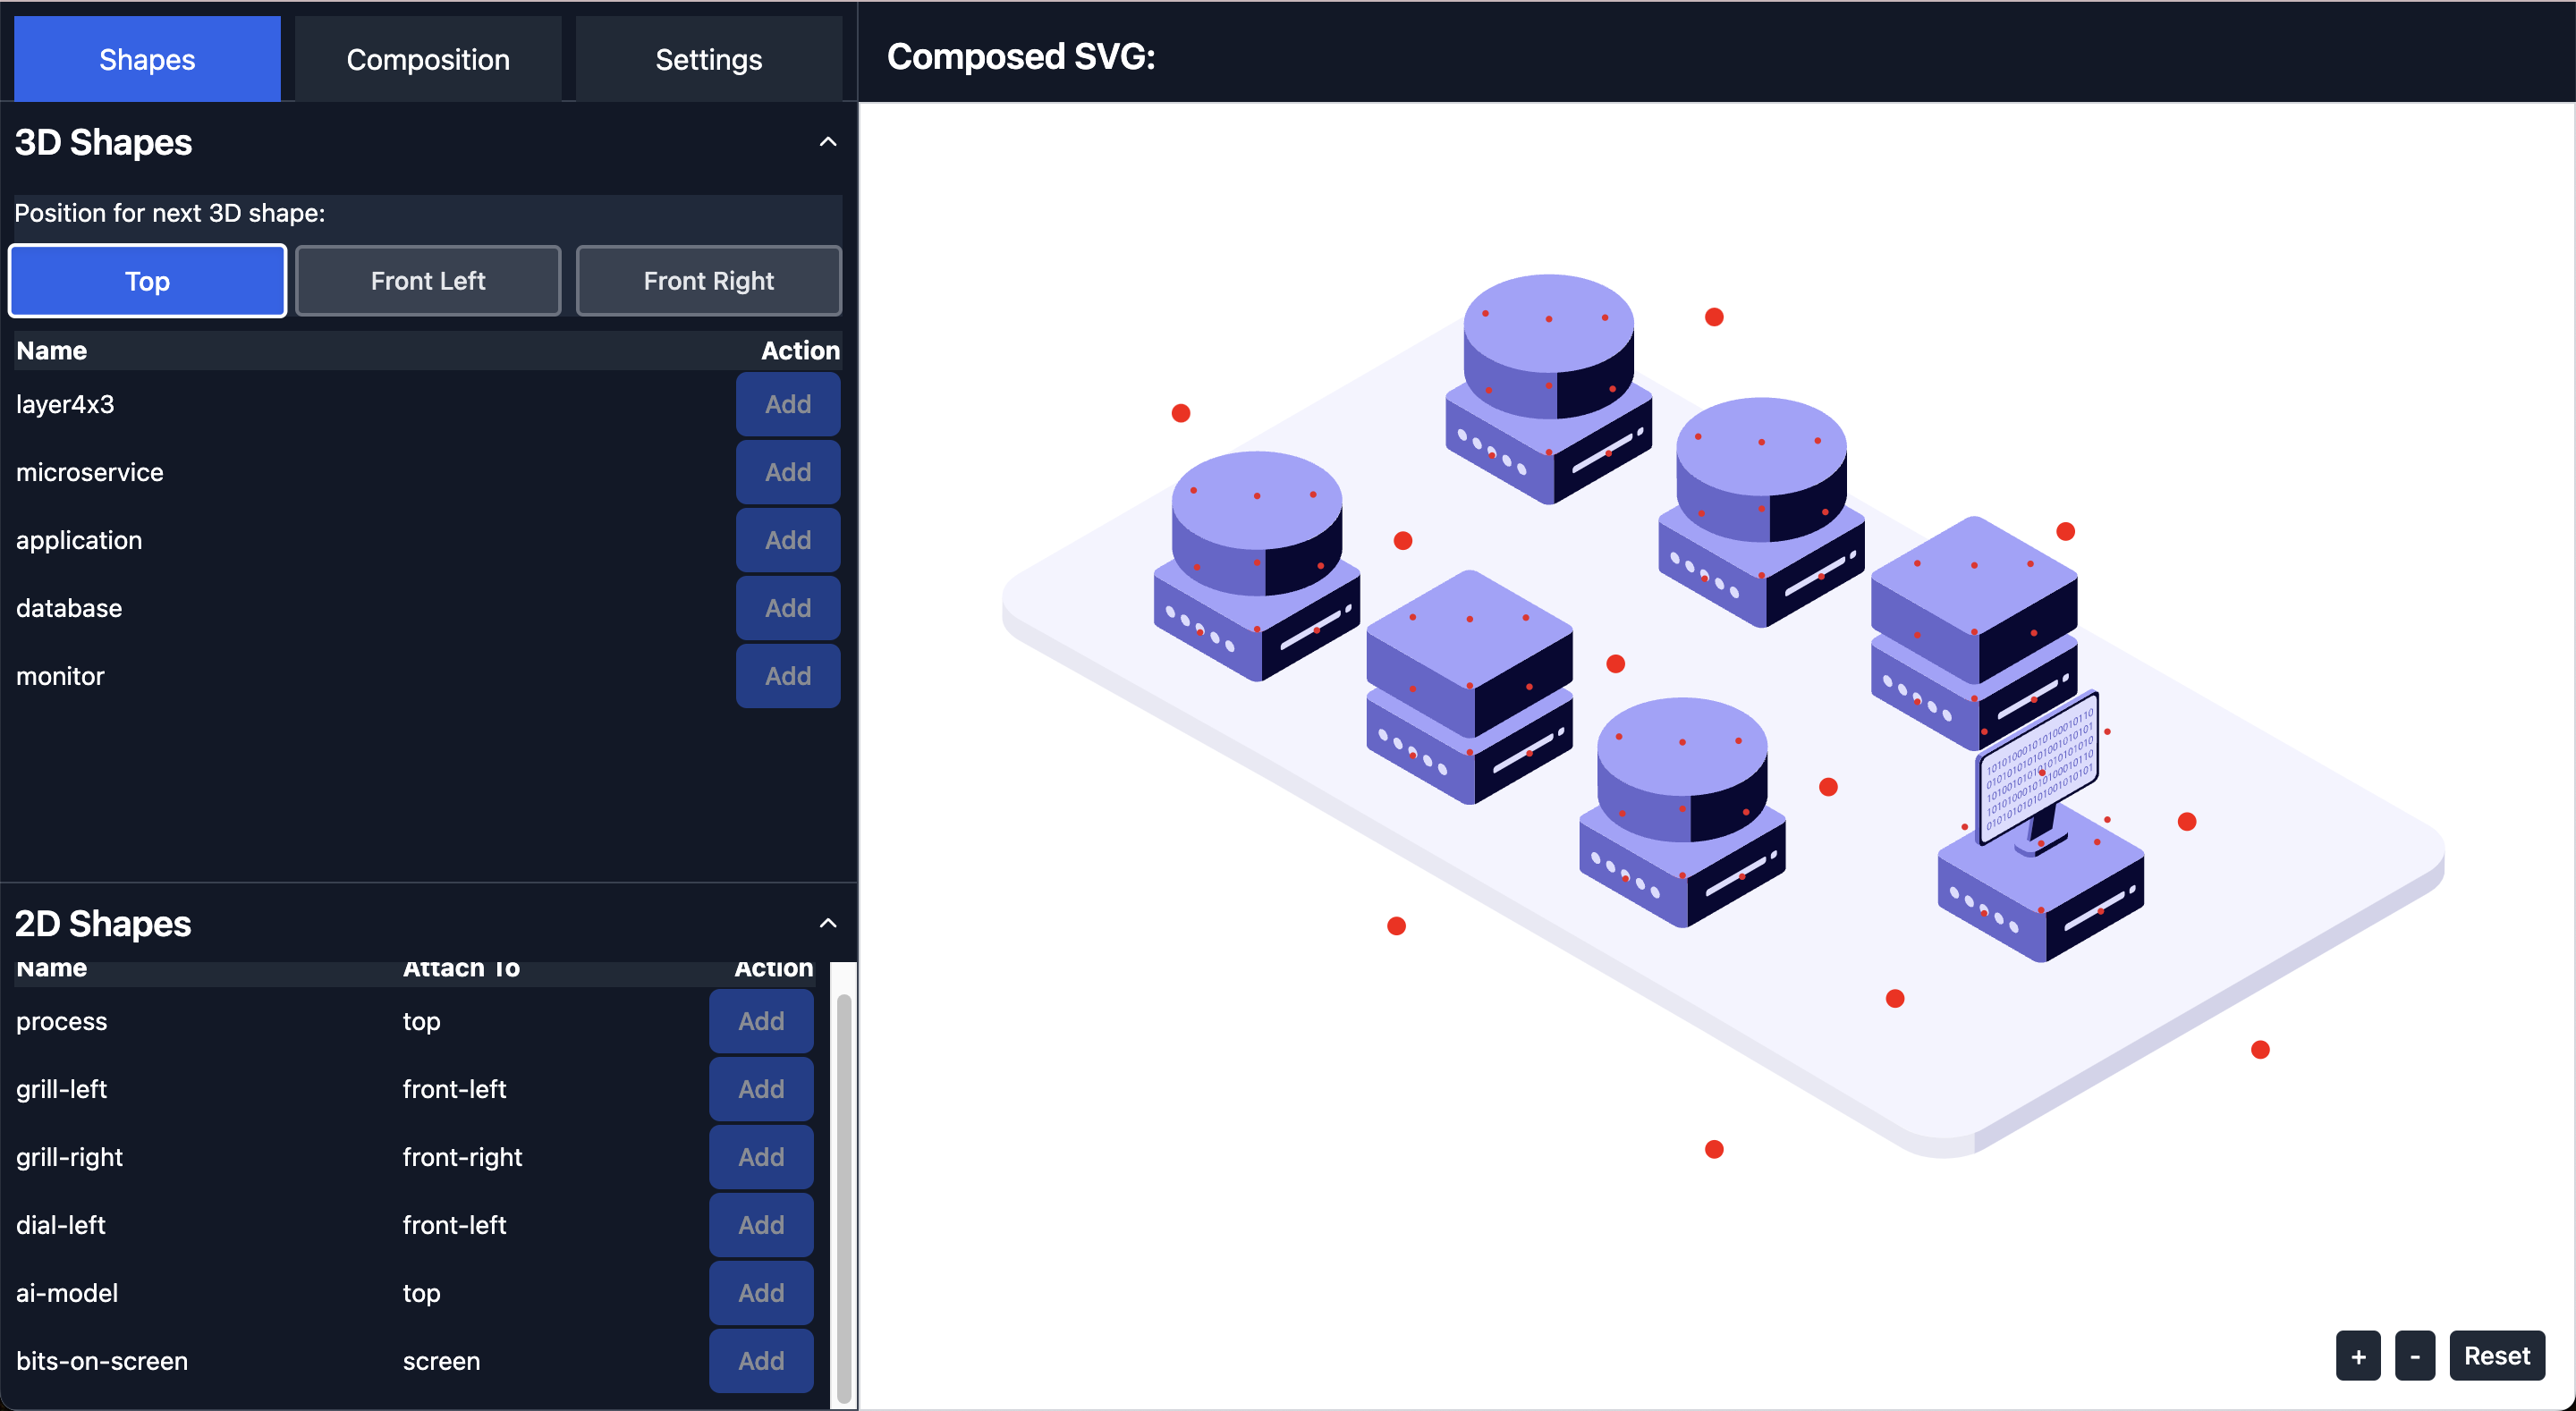 Shapes
Composition
Settings
Composed SVG:
3D Shapes
Position for next 3D shape:
Top
Front Left
Front Right
Name Action
layer4x3 Add
microservice Add
application Add
database Add
monitor Add
2D Shapes
Name Attach To Action
process top Add
grill-left front-left Add
grill-right front-right Add
dial-left front-left Add
ai-model top Add
bits-on-screen screen Add
+
-
Reset